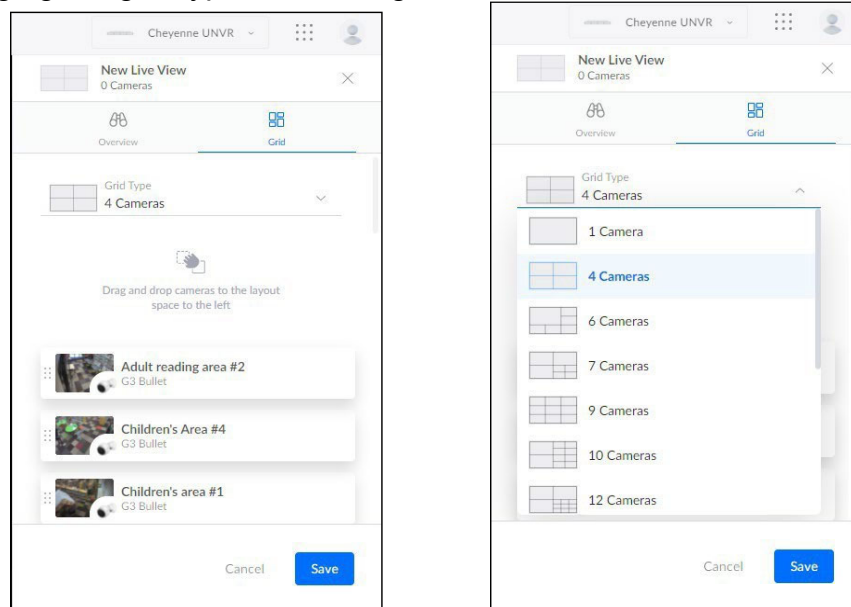 Cheyenne UNVR
New Live View
0 Cameras
Overview
Grid
Grid Type
4 Cameras
Drag and drop cameras to the layout
space to the left
Adult reading area #2
G3 Bullet
Children's Area #4
G3 Bullet
Children's area #1
G3 Bullet
Cancel
Save
Cheyenne UNVR
New Live View
0 Cameras
Overview
Grid
Grid Type
4 Cameras
1 Camera
4 Cameras
6 Cameras
7 Cameras
9 Cameras
10 Cameras
12 Cameras
Cancel
Save